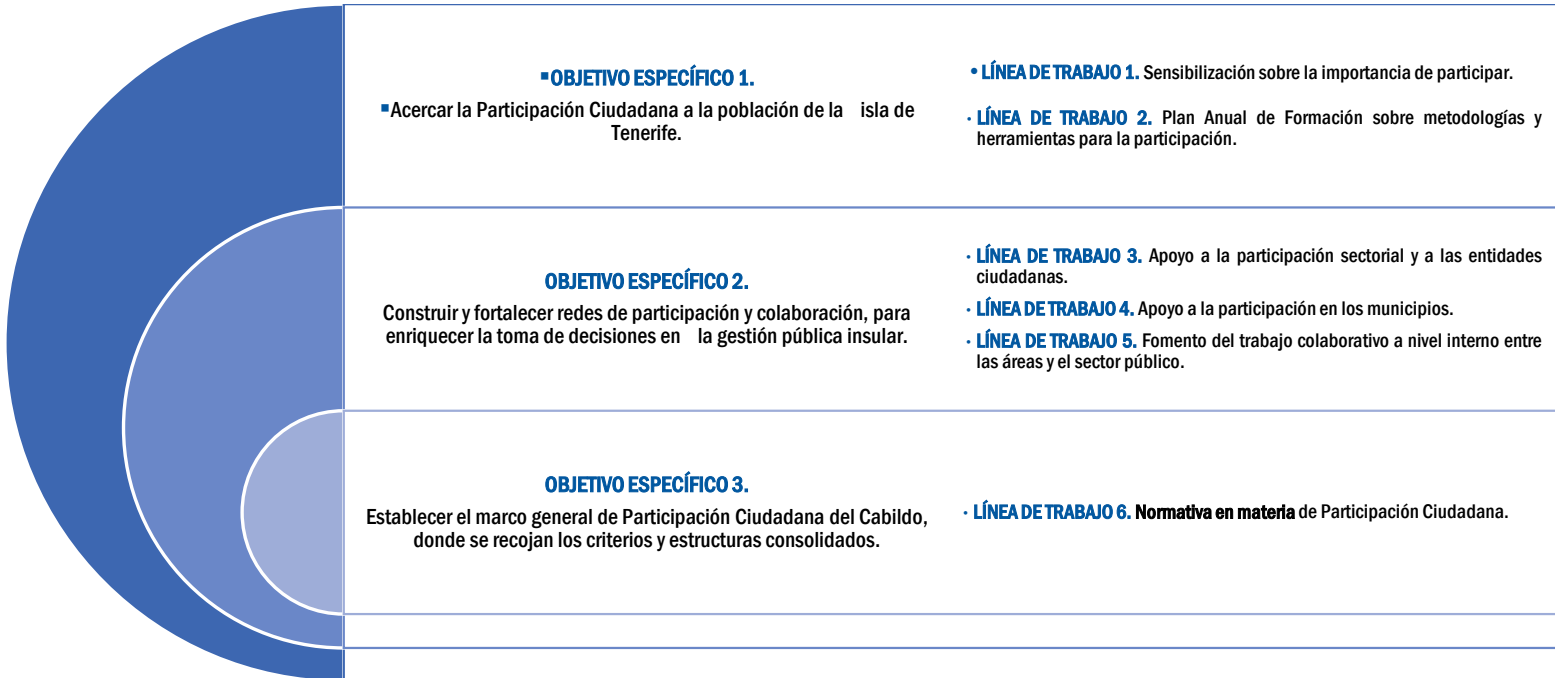 ▪OBJETIVO ESPECÍFICO 1.
▪Acercar la Participación Ciudadana a la población de la isla de
Tenerife.
• LÍNEA DE TRABAJO 1. Sensibilización sobre la importancia de participar.
• LÍNEA DE TRABAJO 2. Plan Anual de Formación sobre metodologías y
herramientas para la participación.
OBJETIVO ESPECÍFICO 2.
Construir y fortalecer redes de participación y colaboración, para
enriquecer la toma de decisiones en la gestión pública insular.
• LÍNEA DE TRABAJO 3. Apoyo a la participación sectorial y a las entidades
ciudadanas.
• LÍNEA DE TRABAJO 4. Apoyo a la participación en los municipios.
• LÍNEA DE TRABAJO 5. Fomento del trabajo colaborativo a nivel interno entre
las áreas y el sector público.
OBJETIVO ESPECÍFICO 3.
Establecer el marco general de Participación Ciudadana del Cabildo,
donde se recojan los criterios y estructuras consolidados.
• LÍNEA DE TRABAJO 6. Normativa en materia de Participación Ciudadana.